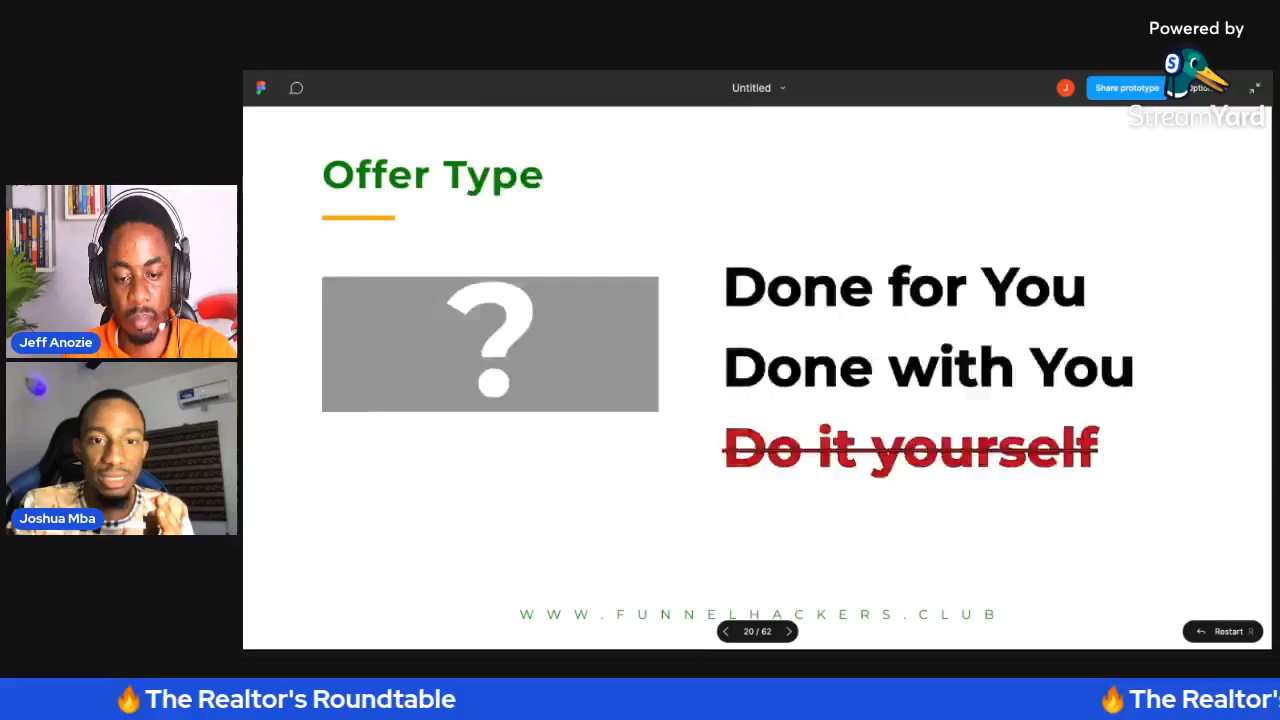 Powered by
StreamYard
Untitled
J
Share prototype
Offer Type
?
Done for You
Done with You
Do it yourself
Jeff Anozie
Joshua Mba
WWW.FUNNELHACKERS.CLUB
20 / 62
Restart R
🔥The Realtor's Roundtable
🔥The Realtor's